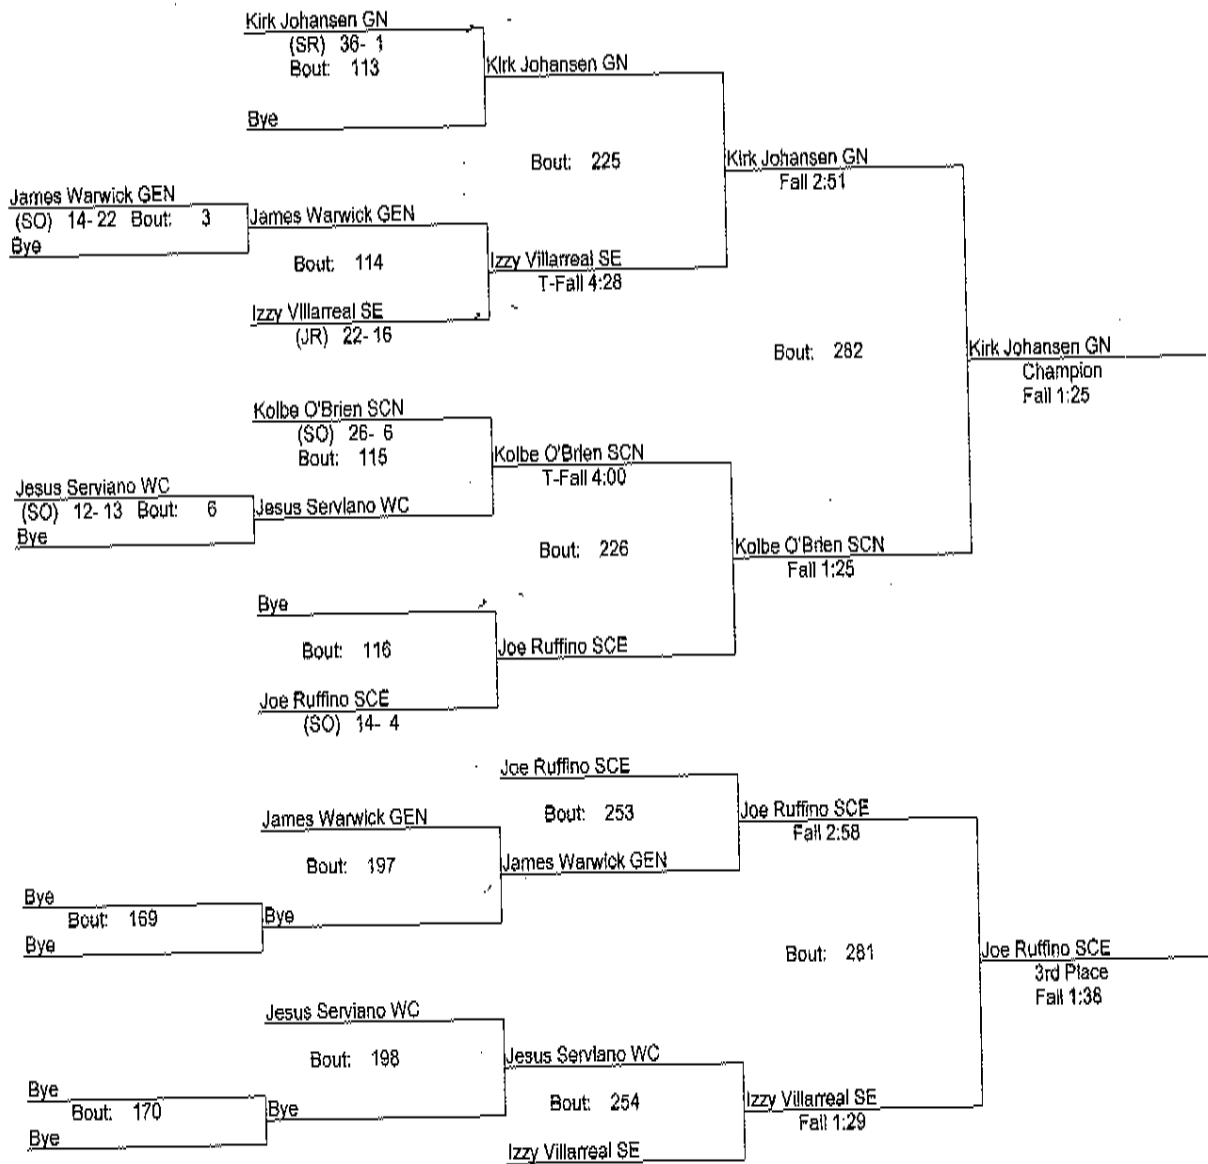 Kirk Johansen GN
(SR) 36- 1
Bout: 113
Kirk Johansen GN
Bye
Bout: 225
Kirk Johansen GN
Fall 2:51
James Warwick GEN
(SO) 14- 22 Bout: 3
Bye
James Warwick GEN
Bout: 114
Izzy Villarreal SE
T-Fall 4:28
Izzy Villarreal SE
(JR) 22- 16
Bout: 282
Kirk Johansen GN
Champion
Fall 1:25
Kolbe O'Brien SCN
(SO) 26- 6
Bout: 115
Kolbe O'Brien SCN
T-Fall 4:00
Jesus Serviano WC
(SO) 12- 13 Bout: 6
Bye
Jesus Serviano WC
Bout: 226
Kolbe O'Brien SCN
Fall 1:25
Bye
Bout: 116
Joe Ruffino SCE
Joe Ruffino SCE
(SO) 14- 4
Joe Ruffino SCE
Bout: 253
Joe Ruffino SCE
Fall 2:58
James Warwick GEN
Bout: 197
James Warwick GEN
Bye
Bout: 169
Bye
Bye
Bout: 281
Joe Ruffino SCE
3rd Place
Fall 1:38
Jesus Serviano WC
Bout: 198
Jesus Serviano WC
Bye
Bout: 170
Bye
Bye
Bout: 254
Izzy Villarreal SE
Fall 1:29
Izzy Villarreal SE